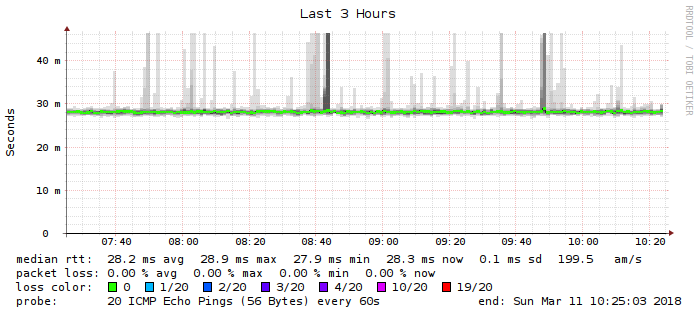 Last 3 Hours
RRDTOOL / TOBI OETIKER
Seconds
40 m
30 m
20 m
10 m
0
07:40 08:00 08:20 08:40 09:00 09:20 09:40 10:00 10:20
median rtt: 28.2 ms avg 28.9 ms max 27.9 ms min 28.3 ms now 0.1 ms sd 199.5 am/s
packet loss: 0.00 % avg 0.00 % max 0.00 % min 0.00 % now
loss color: 0 1/20 2/20 3/20 4/20 10/20 19/20
probe: 20 ICMP Echo Pings (56 Bytes) every 60s end: Sun Mar 11 10:25:03 2018